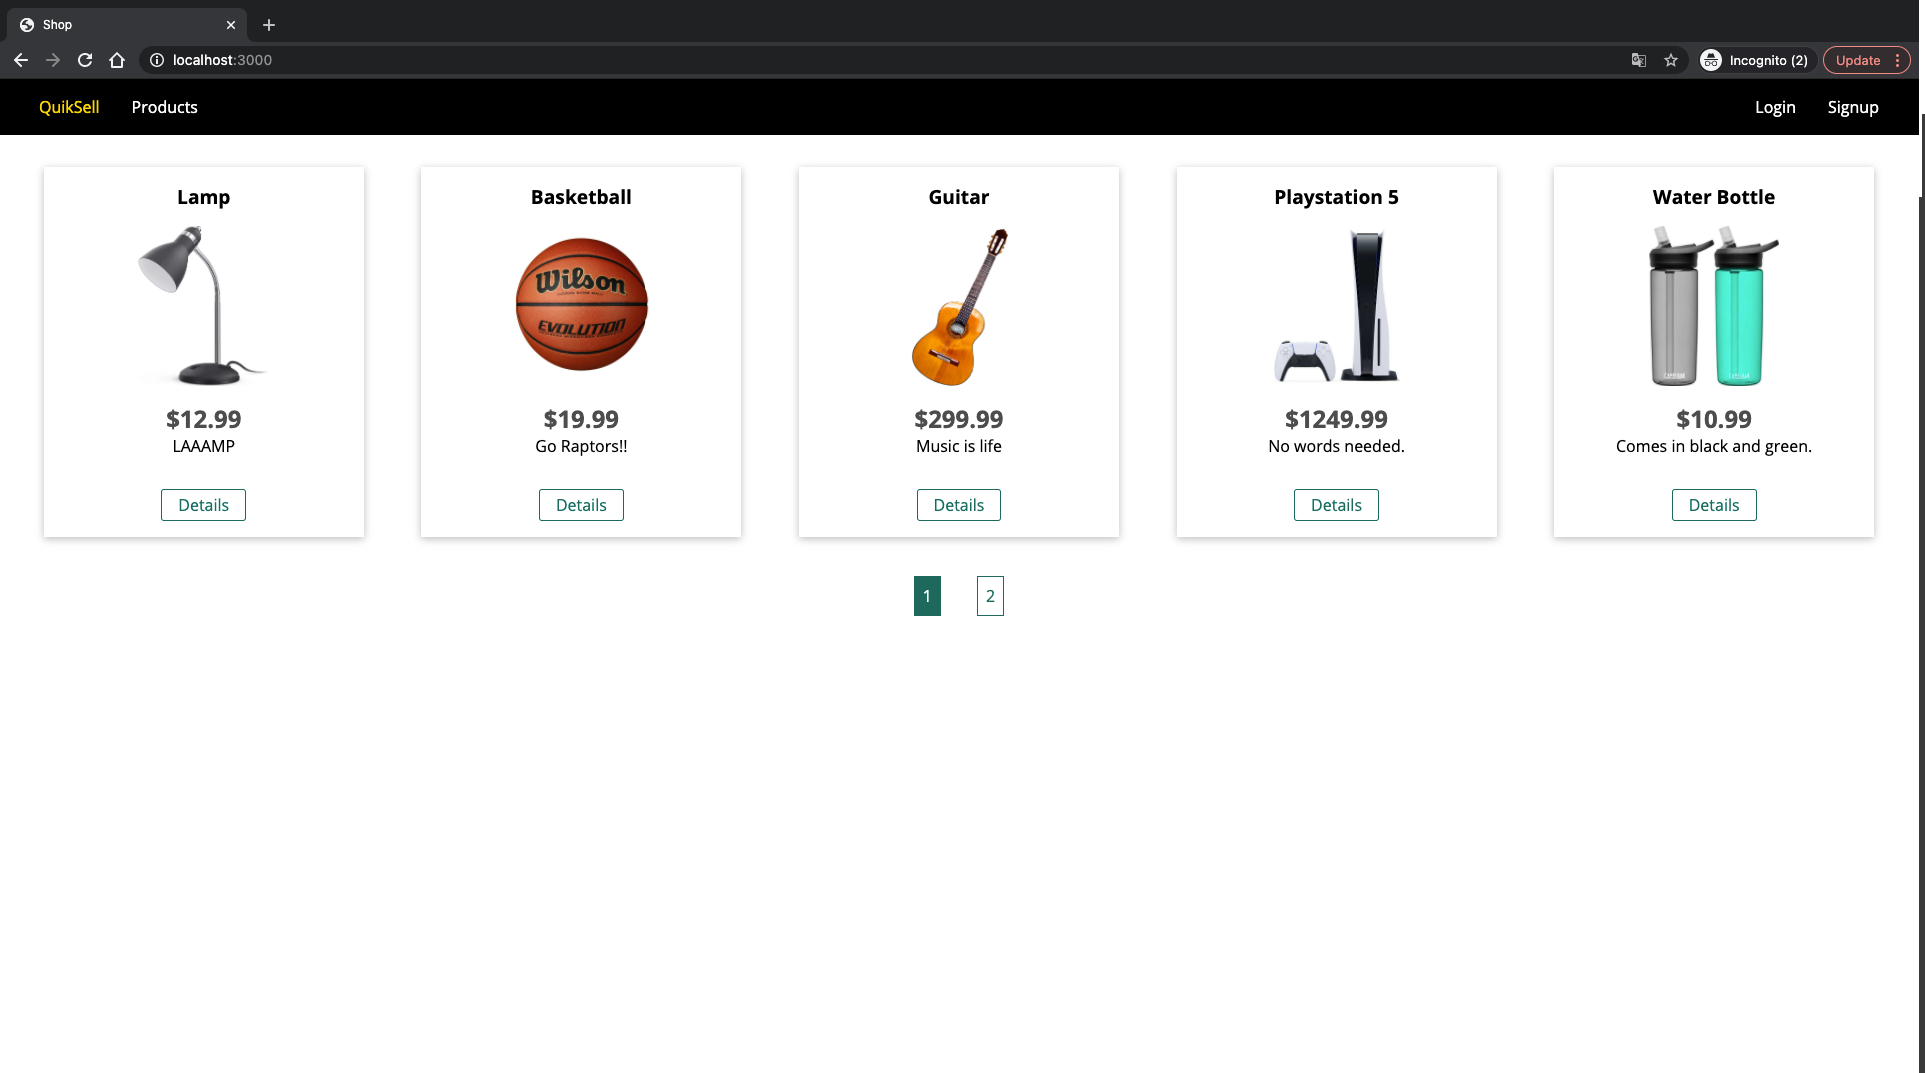 Shop
localhost:3000
Incognito (2)
Update
QuikSell
Products
Login
Signup
Lamp
$12.99
LAAAMP
Details
Basketball
Wilson
EVOLUTION
$19.99
Go Raptors!!
Details
Guitar
$299.99
Music is life
Details
Playstation 5
$1249.99
No words needed.
Details
Water Bottle
$10.99
Comes in black and green.
Details
1
2